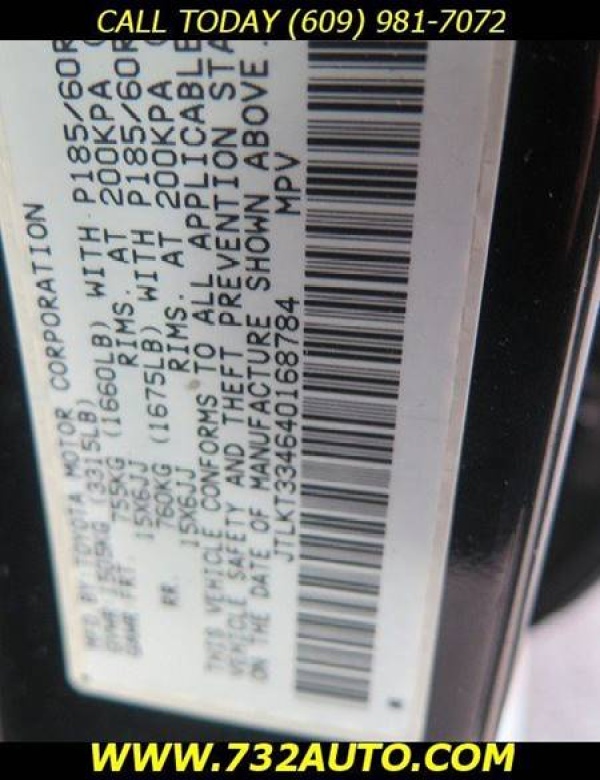 CALL TODAY (609) 981-7072
MFD BY TOYOTA MOTOR CORPORATION
GVWR 1505KG (3315LB)
GAWR FRT. 755KG (1660LB) WITH P185/60R
15X6JJ RIMS. AT 200KPA
RR. 760KG (1675LB) WITH P185/60R
15X6JJ RIMS. AT 200KPA
THIS VEHICLE CONFORMS TO ALL APPLICABLE
VEHICLE SAFETY AND THEFT PREVENTION STA
ON THE DATE OF MANUFACTURE SHOWN ABOVE.
JTLKT334640168784 MPV
WWW.732AUTO.COM